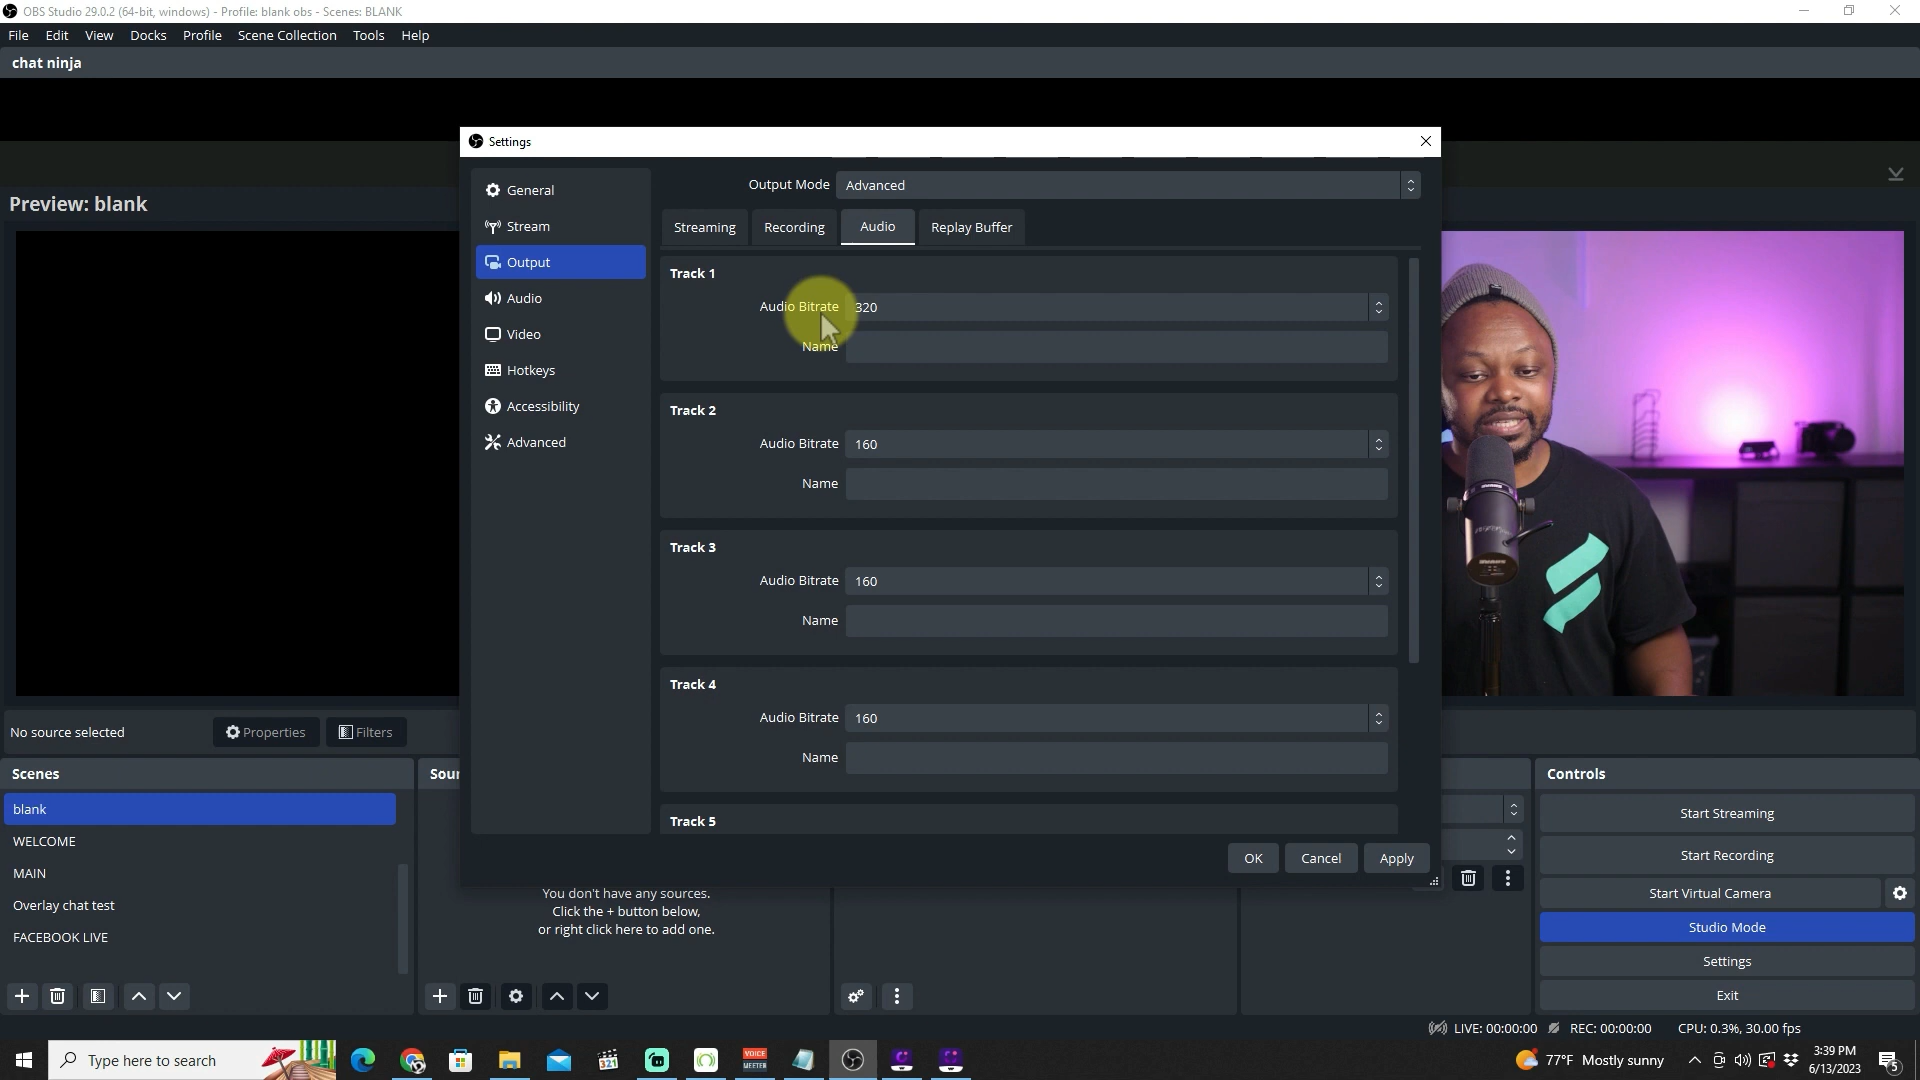 OBS Studio 29.0.2 (64-bit, windows) - Profile: blank obs - Scenes: BLANK
File Edit View Docks Profile Scene Collection Tools Help
chat ninja
Settings
General
Stream
Output
Audio
Video
Hotkeys
Accessibility
Advanced
Output Mode Advanced
Streaming Recording Audio Replay Buffer
Track 1
Audio Bitrate 320
Name
Track 2
Audio Bitrate 160
Name
Track 3
Audio Bitrate 160
Name
Track 4
Audio Bitrate 160
Name
Track 5
OK Cancel Apply
Preview: blank
No source selected Properties Filters
Scenes
blank
WELCOME
MAIN
Overlay chat test
FACEBOOK LIVE
Sour
You don't have any sources.
Click the + button below,
or right click here to add one.
Controls
Start Streaming
Start Recording
Start Virtual Camera
Studio Mode
Settings
Exit
LIVE: 00:00:00 REC: 00:00:00 CPU: 0.3%, 30.00 fps
Type here to search
321
VOICE
MEETER
77°F Mostly sunny
3:39 PM
6/13/2023
5